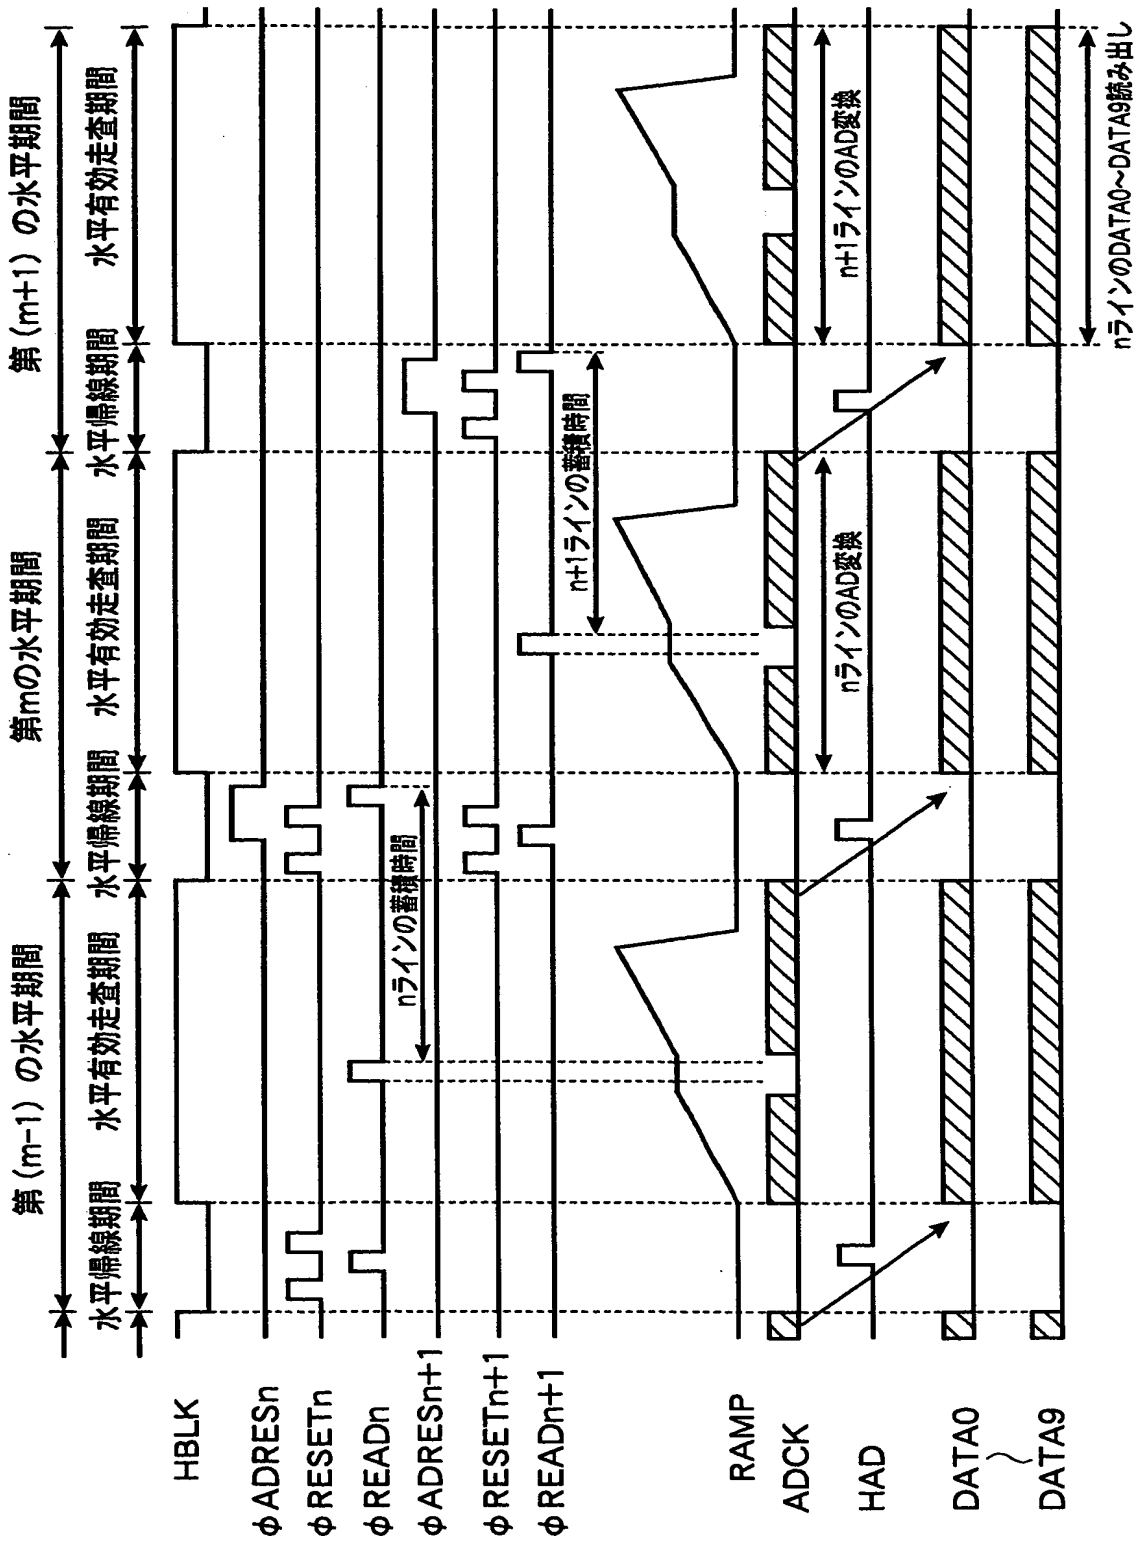 第(m-1)の水平期間
第mの水平期間
第(m+1)の水平期間
水平帰線期間
水平有効走査期間
水平帰線期間
水平有効走査期間
水平帰線期間
水平有効走査期間
HBLK
φADRESn
φRESETn
φREADn
nラインの蓄積時間
φADRESn+1
φRESETn+1
φREADn+1
n+1ラインの蓄積時間
RAMP
ADCK
nラインのAD変換
n+1ラインのAD変換
HAD
DATA0
～
DATA9
nラインのDATA0～DATA9読み出し